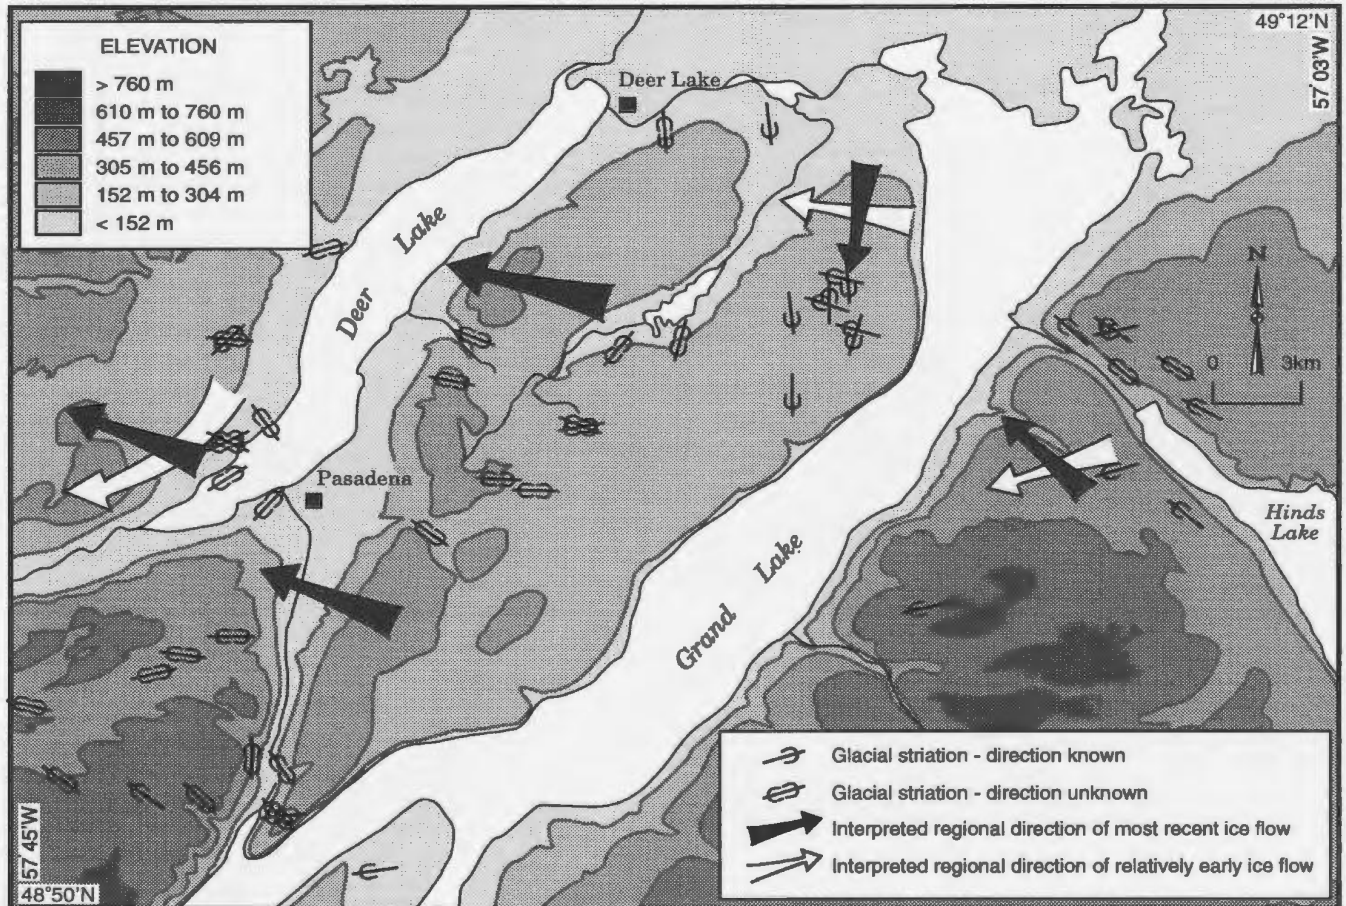 ELEVATION
> 760 m
610 m to 760 m
457 m to 609 m
305 m to 456 m
152 m to 304 m
< 152 m
49°12'N
57°03'W
Deer Lake
Deer Lake
N
0 3km
Pasadena
Hinds
Lake
Grand Lake
Glacial striation - direction known
Glacial striation - direction unknown
Interpreted regional direction of most recent ice flow
Interpreted regional direction of relatively early ice flow
57°45'W
48°50'N